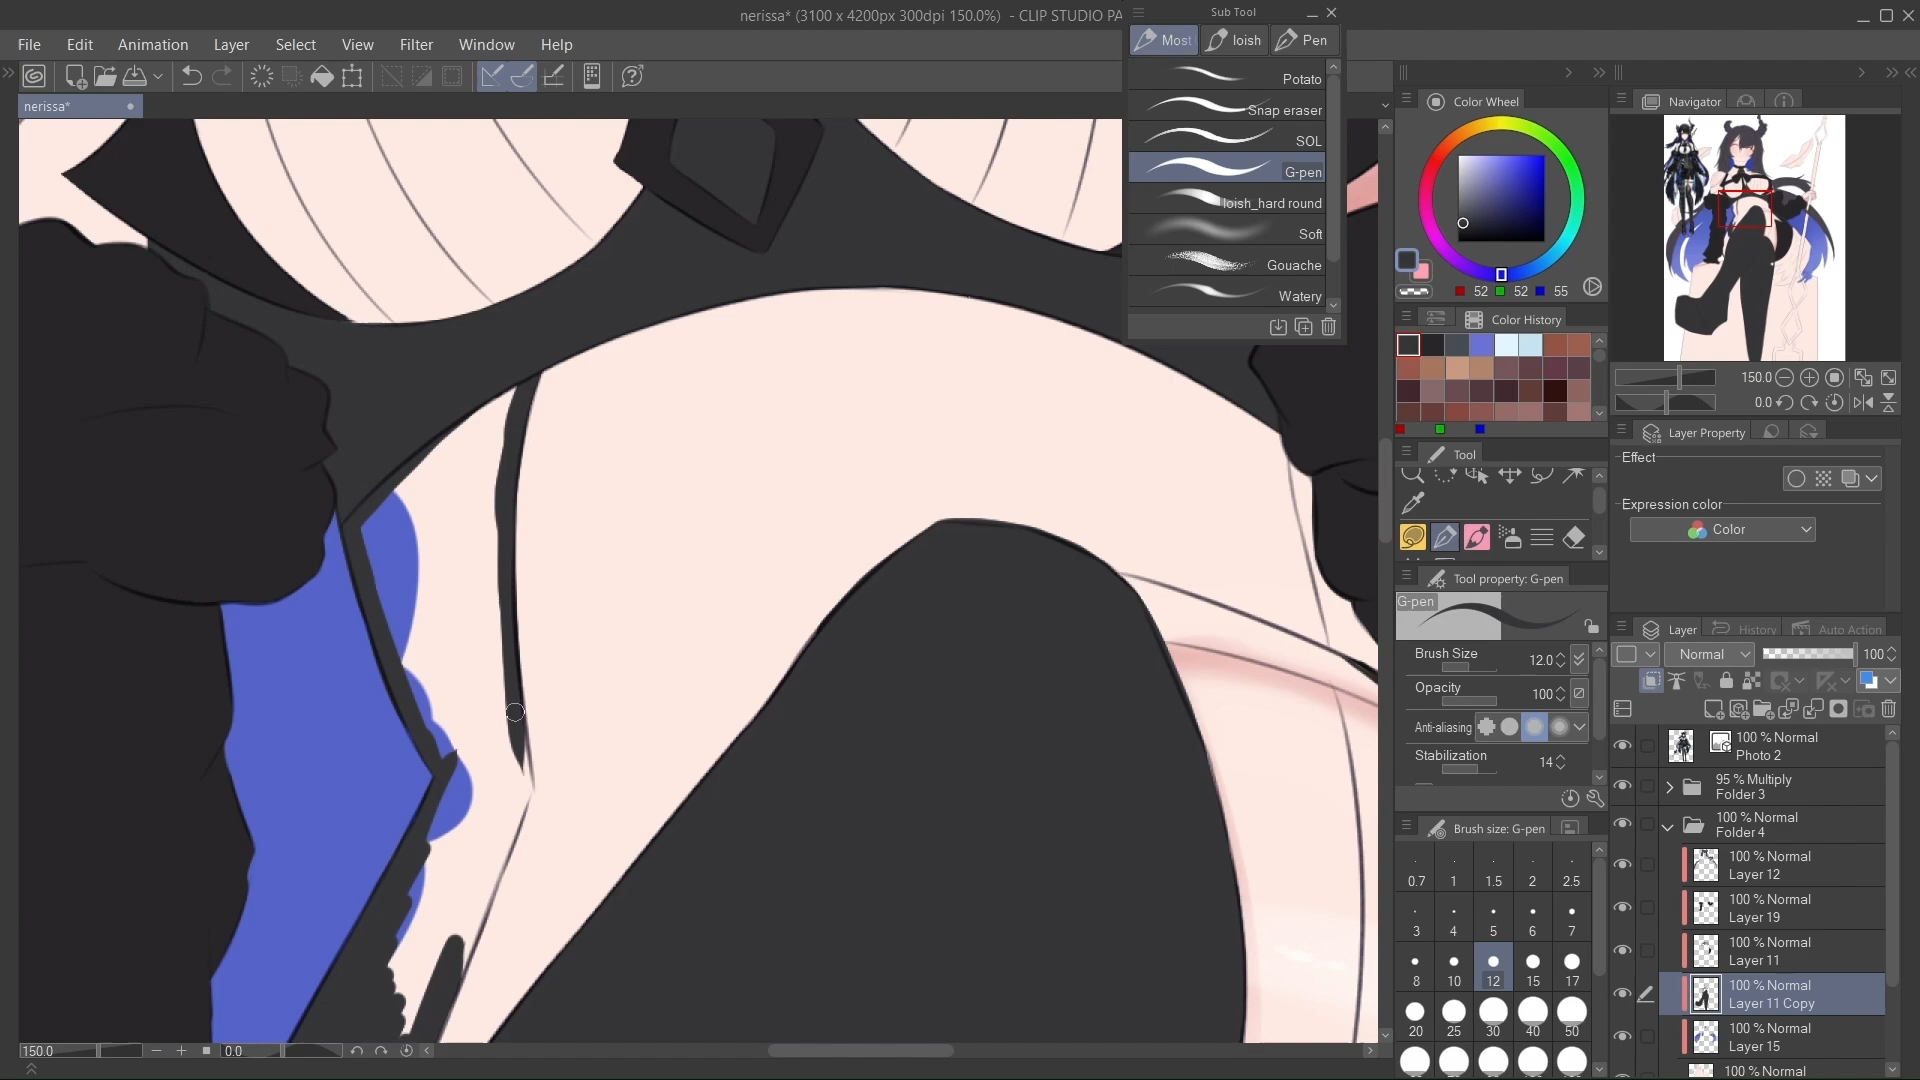 nerissa* (3100 x 4200px 300dpi 150.0%) - CLIP STUDIO PA
Sub Tool
File Edit Animation Layer Select View Filter Window Help
Most loish Pen
Potato
Snap eraser
SOL
G-pen
loish_hard round
Soft
Gouache
Watery
nerissa*
Color Wheel
52 52 55
Color History
Tool
Tool property: G-pen
G-pen
Brush Size 12.0
Opacity 100
Anti-aliasing
Stabilization 14
Brush size: G-pen
0.7 1 1.5 2 2.5
3 4 5 6 7
8 10 12 15 17
20 25 30 40 50
Navigator
150.0
0.0
Layer Property
Effect
Expression color
Color
Layer History Auto Action
Normal 100
100 % Normal
Photo 2
95 % Multiply
Folder 3
100 % Normal
Folder 4
100 % Normal
Layer 12
100 % Normal
Layer 19
100 % Normal
Layer 11
100 % Normal
Layer 11 Copy
100 % Normal
Layer 15
100 % Normal
150.0 0.0